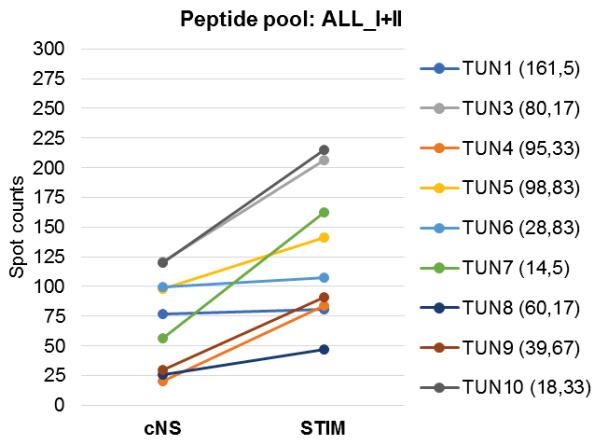 Peptide pool: ALL_I+II
Spot counts
300
275
250
225
200
175
150
125
100
75
50
25
0
cNS
STIM
TUN1 (161,5)
TUN3 (80,17)
TUN4 (95,33)
TUN5 (98,83)
TUN6 (28,83)
TUN7 (14,5)
TUN8 (60,17)
TUN9 (39,67)
TUN10 (18,33)